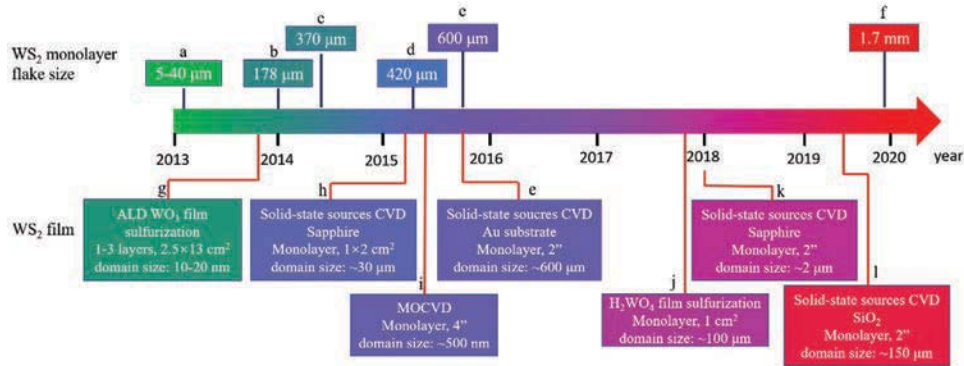 c
e
f
370 μm
600 μm
1.7 mm
WS₂ monolayer
flake size
a
b
d
5-40 μm
178 μm
420 μm
2013
2014
2015
2016
2017
2018
2019
2020
year
g
h
e
k
WS₂ film
ALD WO₃ film
sulfurization
1-3 layers, 2.5×13 cm²
domain size: 10-20 nm
Solid-state sources CVD
Sapphire
Monolayer, 1×2 cm²
domain size: ~30 μm
Solid-state soucres CVD
Au substrate
Monolayer, 2”
domain size: ~600 μm
Solid-state sources CVD
Sapphire
Monolayer, 2”
domain size: ~2 μm
i
MOCVD
Monolayer, 4”
domain size: ~500 nm
j
H₂WO₄ film sulfurization
Monolayer, 1 cm²
domain size: ~100 μm
l
Solid-state sources CVD
SiO₂
Monolayer, 2”
domain size: ~150 μm